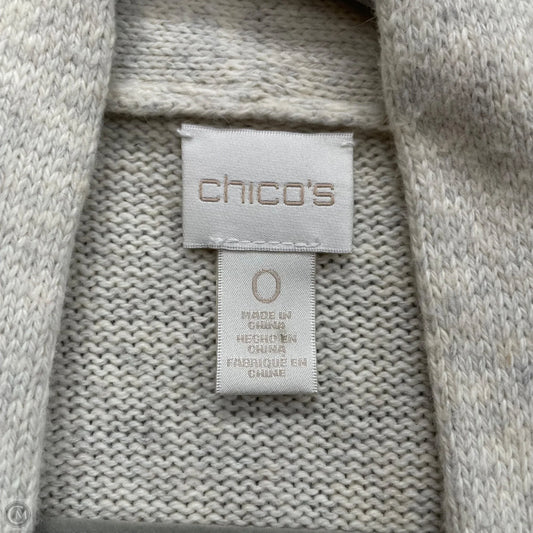 chico's
0
MADE IN
CHINA
HECHO EN
CHINA
FABRIQUE EN
CHINE
M